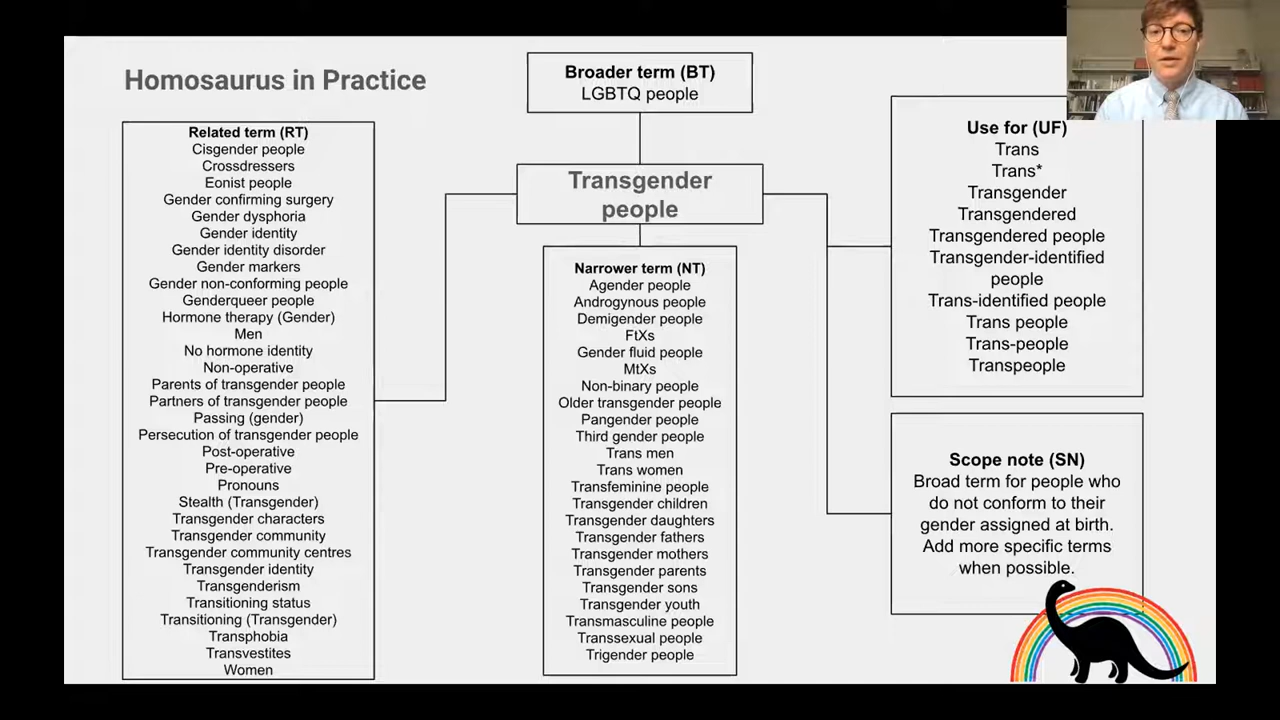 Homosaurus in Practice
Related term (RT)
Cisgender people
Crossdressers
Eonist people
Gender confirming surgery
Gender dysphoria
Gender identity
Gender identity disorder
Gender markers
Gender non-conforming people
Genderqueer people
Hormone therapy (Gender)
Men
No hormone identity
Non-operative
Parents of transgender people
Partners of transgender people
Passing (gender)
Persecution of transgender people
Post-operative
Pre-operative
Pronouns
Stealth (Transgender)
Transgender characters
Transgender community
Transgender community centres
Transgender identity
Transgenderism
Transitioning status
Transitioning (Transgender)
Transphobia
Transvestites
Women
Broader term (BT)
LGBTQ people
Transgender
people
Narrower term (NT)
Agender people
Androgynous people
Demigender people
FtXs
Gender fluid people
MtXs
Non-binary people
Older transgender people
Pangender people
Third gender people
Trans men
Trans women
Transfeminine people
Transgender children
Transgender daughters
Transgender fathers
Transgender mothers
Transgender parents
Transgender sons
Transgender youth
Transmasculine people
Transsexual people
Trigender people
Use for (UF)
Trans
Trans*
Transgender
Transgendered
Transgendered people
Transgender-identified
people
Trans-identified people
Trans people
Trans-people
Transpeople
Scope note (SN)
Broad term for people who
do not conform to their
gender assigned at birth.
Add more specific terms
when possible.